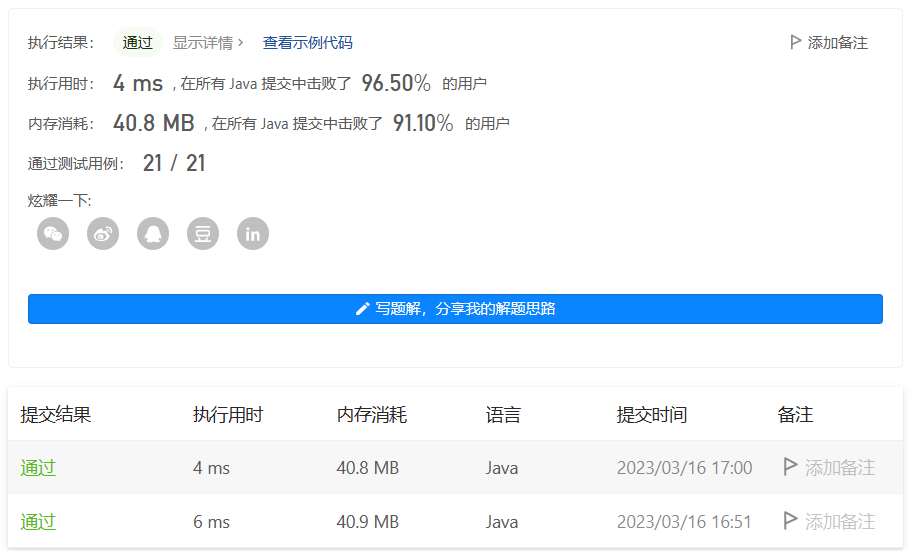 执行结果： 通过 显示详情 > 查看示例代码 添加备注
执行用时： 4 ms , 在所有 Java 提交中击败了 96.50% 的用户
内存消耗： 40.8 MB , 在所有 Java 提交中击败了 91.10% 的用户
通过测试用例： 21 / 21
炫耀一下:
豆 in
写题解，分享我的解题思路
提交结果 执行用时 内存消耗 语言 提交时间 备注
通过 4 ms 40.8 MB Java 2023/03/16 17:00 添加备注
通过 6 ms 40.9 MB Java 2023/03/16 16:51 添加备注